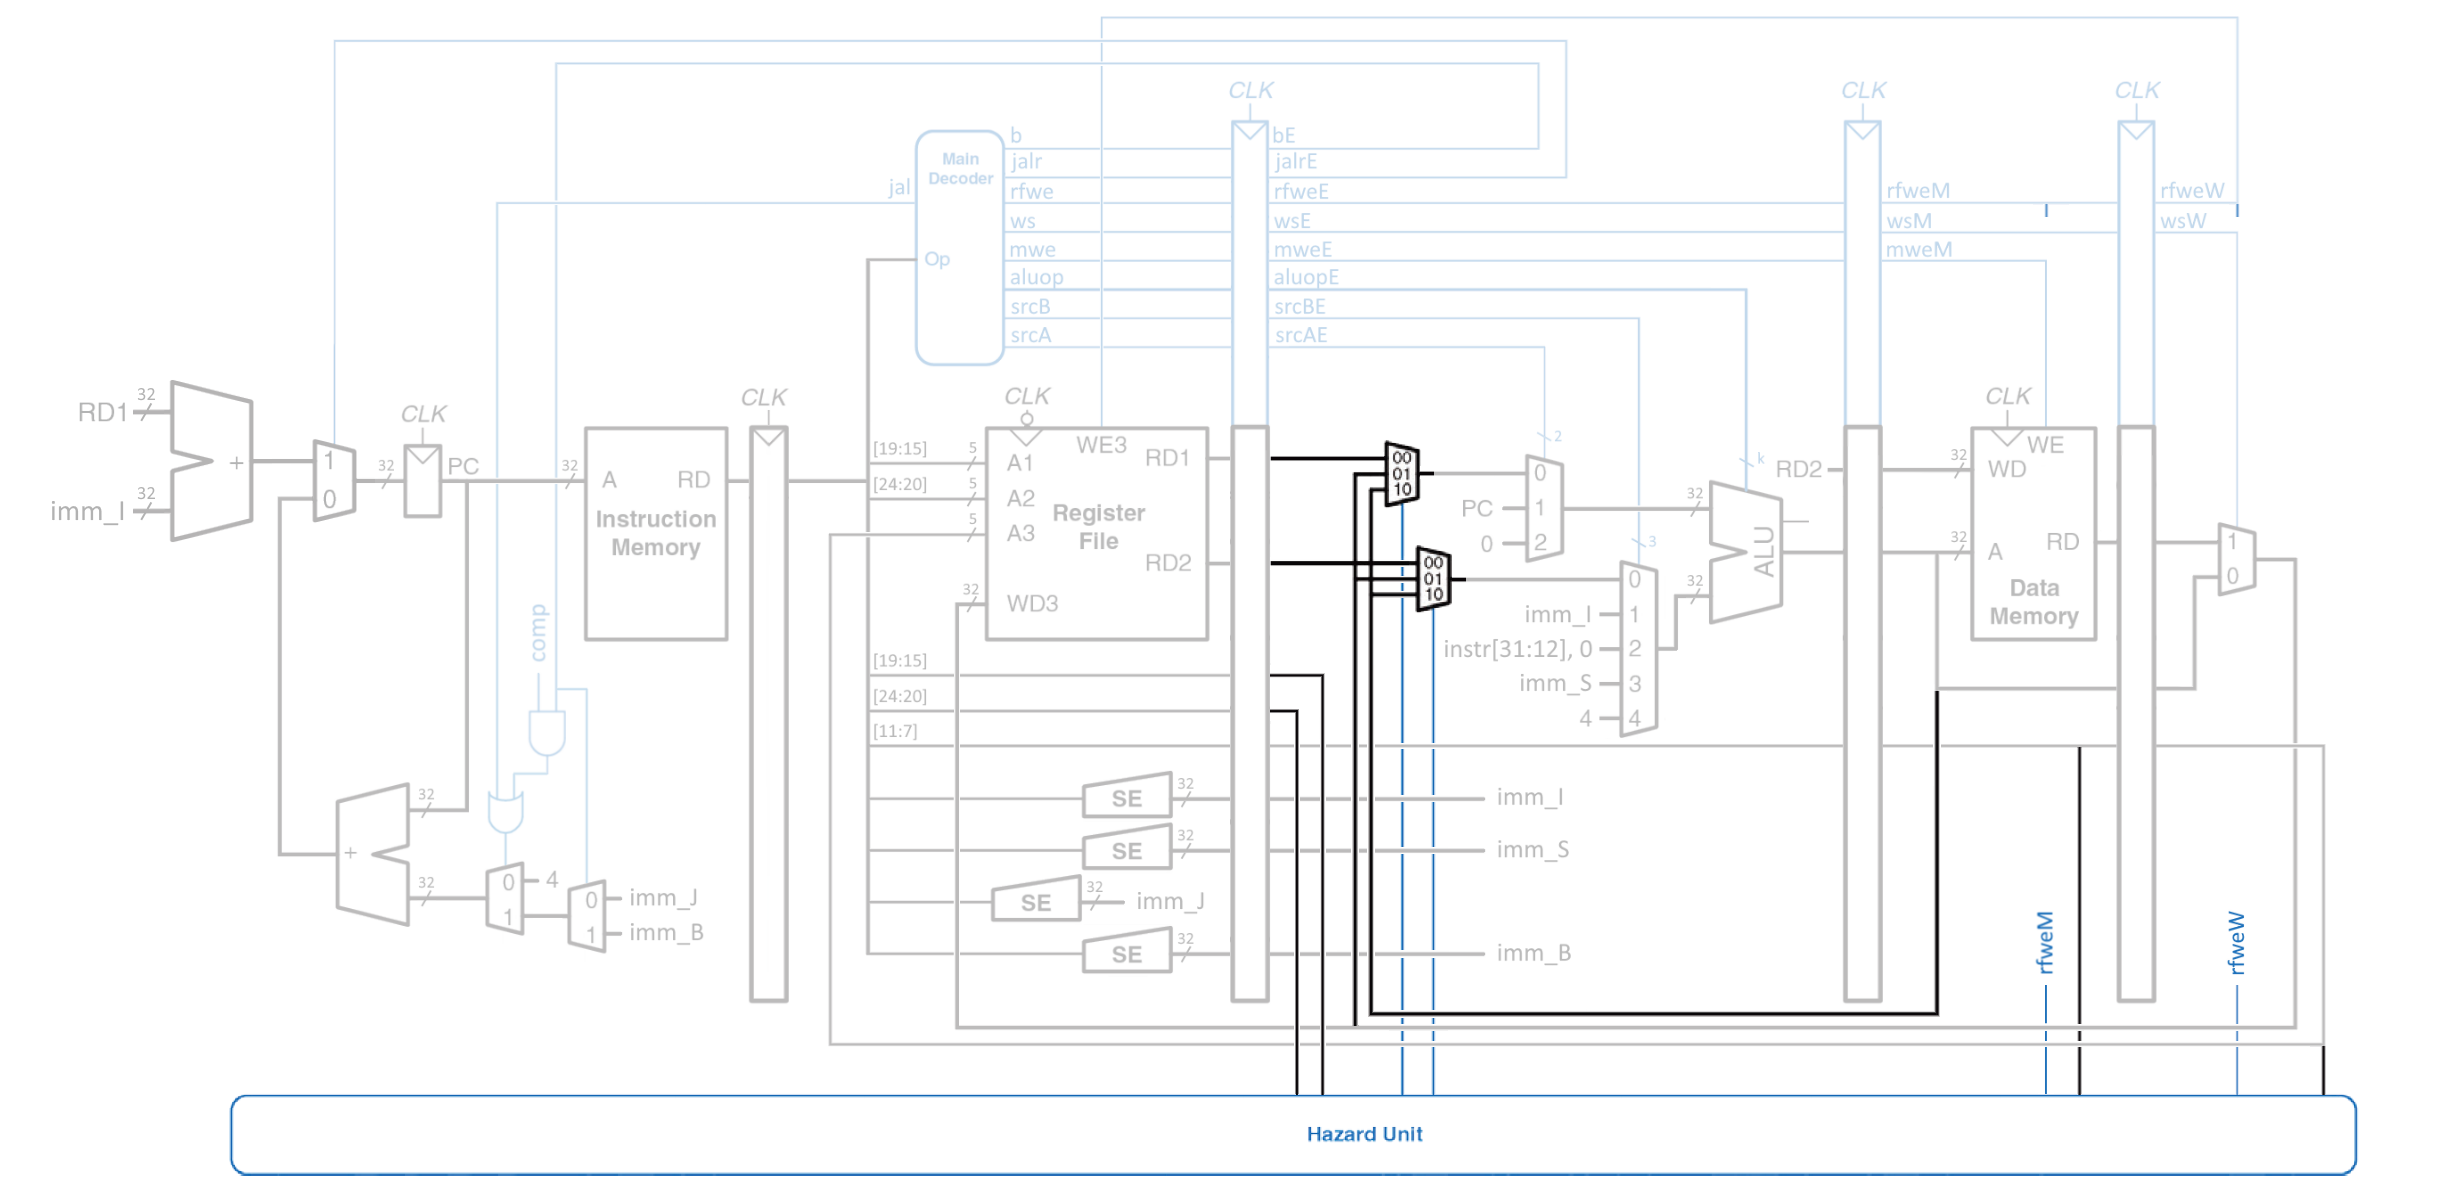 CLK
CLK
CLK
b
bE
Main
Decoder
jalr
jalrE
jal
rfwe
rfweE
rfweM
rfweW
ws
wsE
wsM
wsW
mwe
mweE
mweM
Op
aluop
aluopE
srcB
srcBE
srcA
srcAE
RD1
32
CLK
CLK
CLK
CLK
2
k
[19:15]
5
A1
WE3
RD1
00
01
10
0
PC
1
0
2
+
1
0
32
PC
32
A
RD
Instruction
Memory
[24:20]
5
A2
Register
File
[5
A3
RD2
32
WD3
imm_I
32
00
01
10
3
0
imm_I
1
instr[31:12], 0
2
imm_S
3
4
4
32
32
ALU
RD2
32
WD
WE
32
A
RD
Data
Memory
1
0
comp
[19:15]
[24:20]
[11:7]
SE
32
imm_I
SE
32
imm_S
SE
32
imm_J
SE
32
imm_B
32
+
32
0
4
1
0
imm_J
1
imm_B
rfweM
rfweW
Hazard Unit